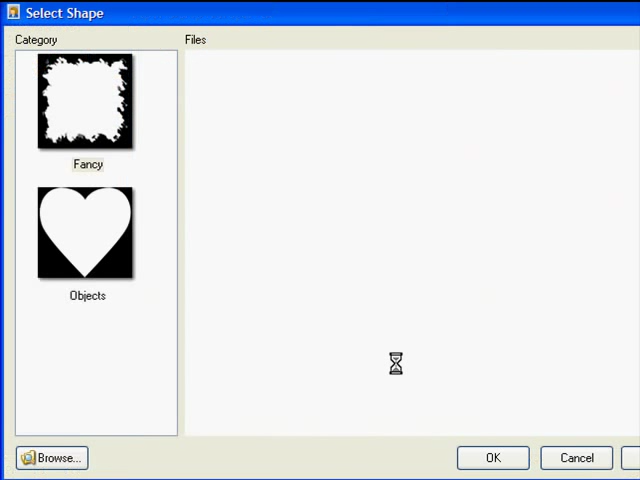 Select Shape
Category
Files
Fancy
Objects
Browse...
OK
Cancel